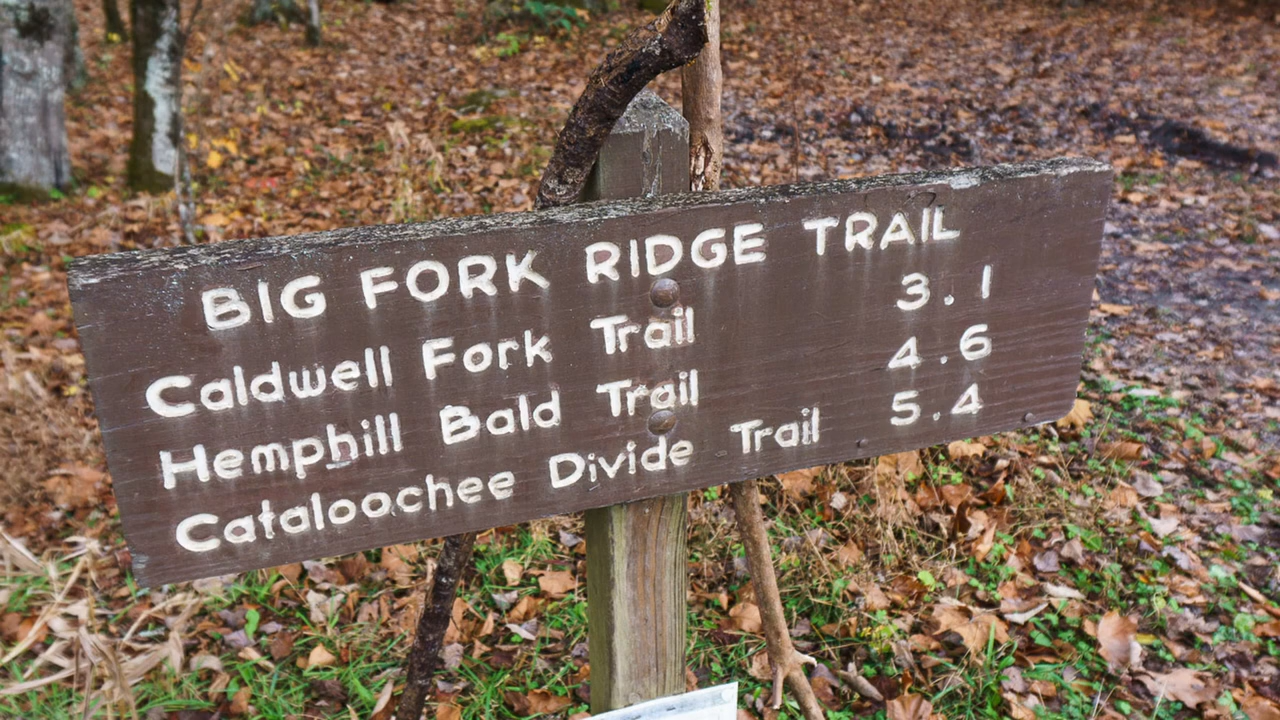 BIG FORK RIDGE TRAIL
Caldwell Fork Trail 3.1
Hemphill Bald Trail 4.6
Cataloochee Divide Trail 5.4